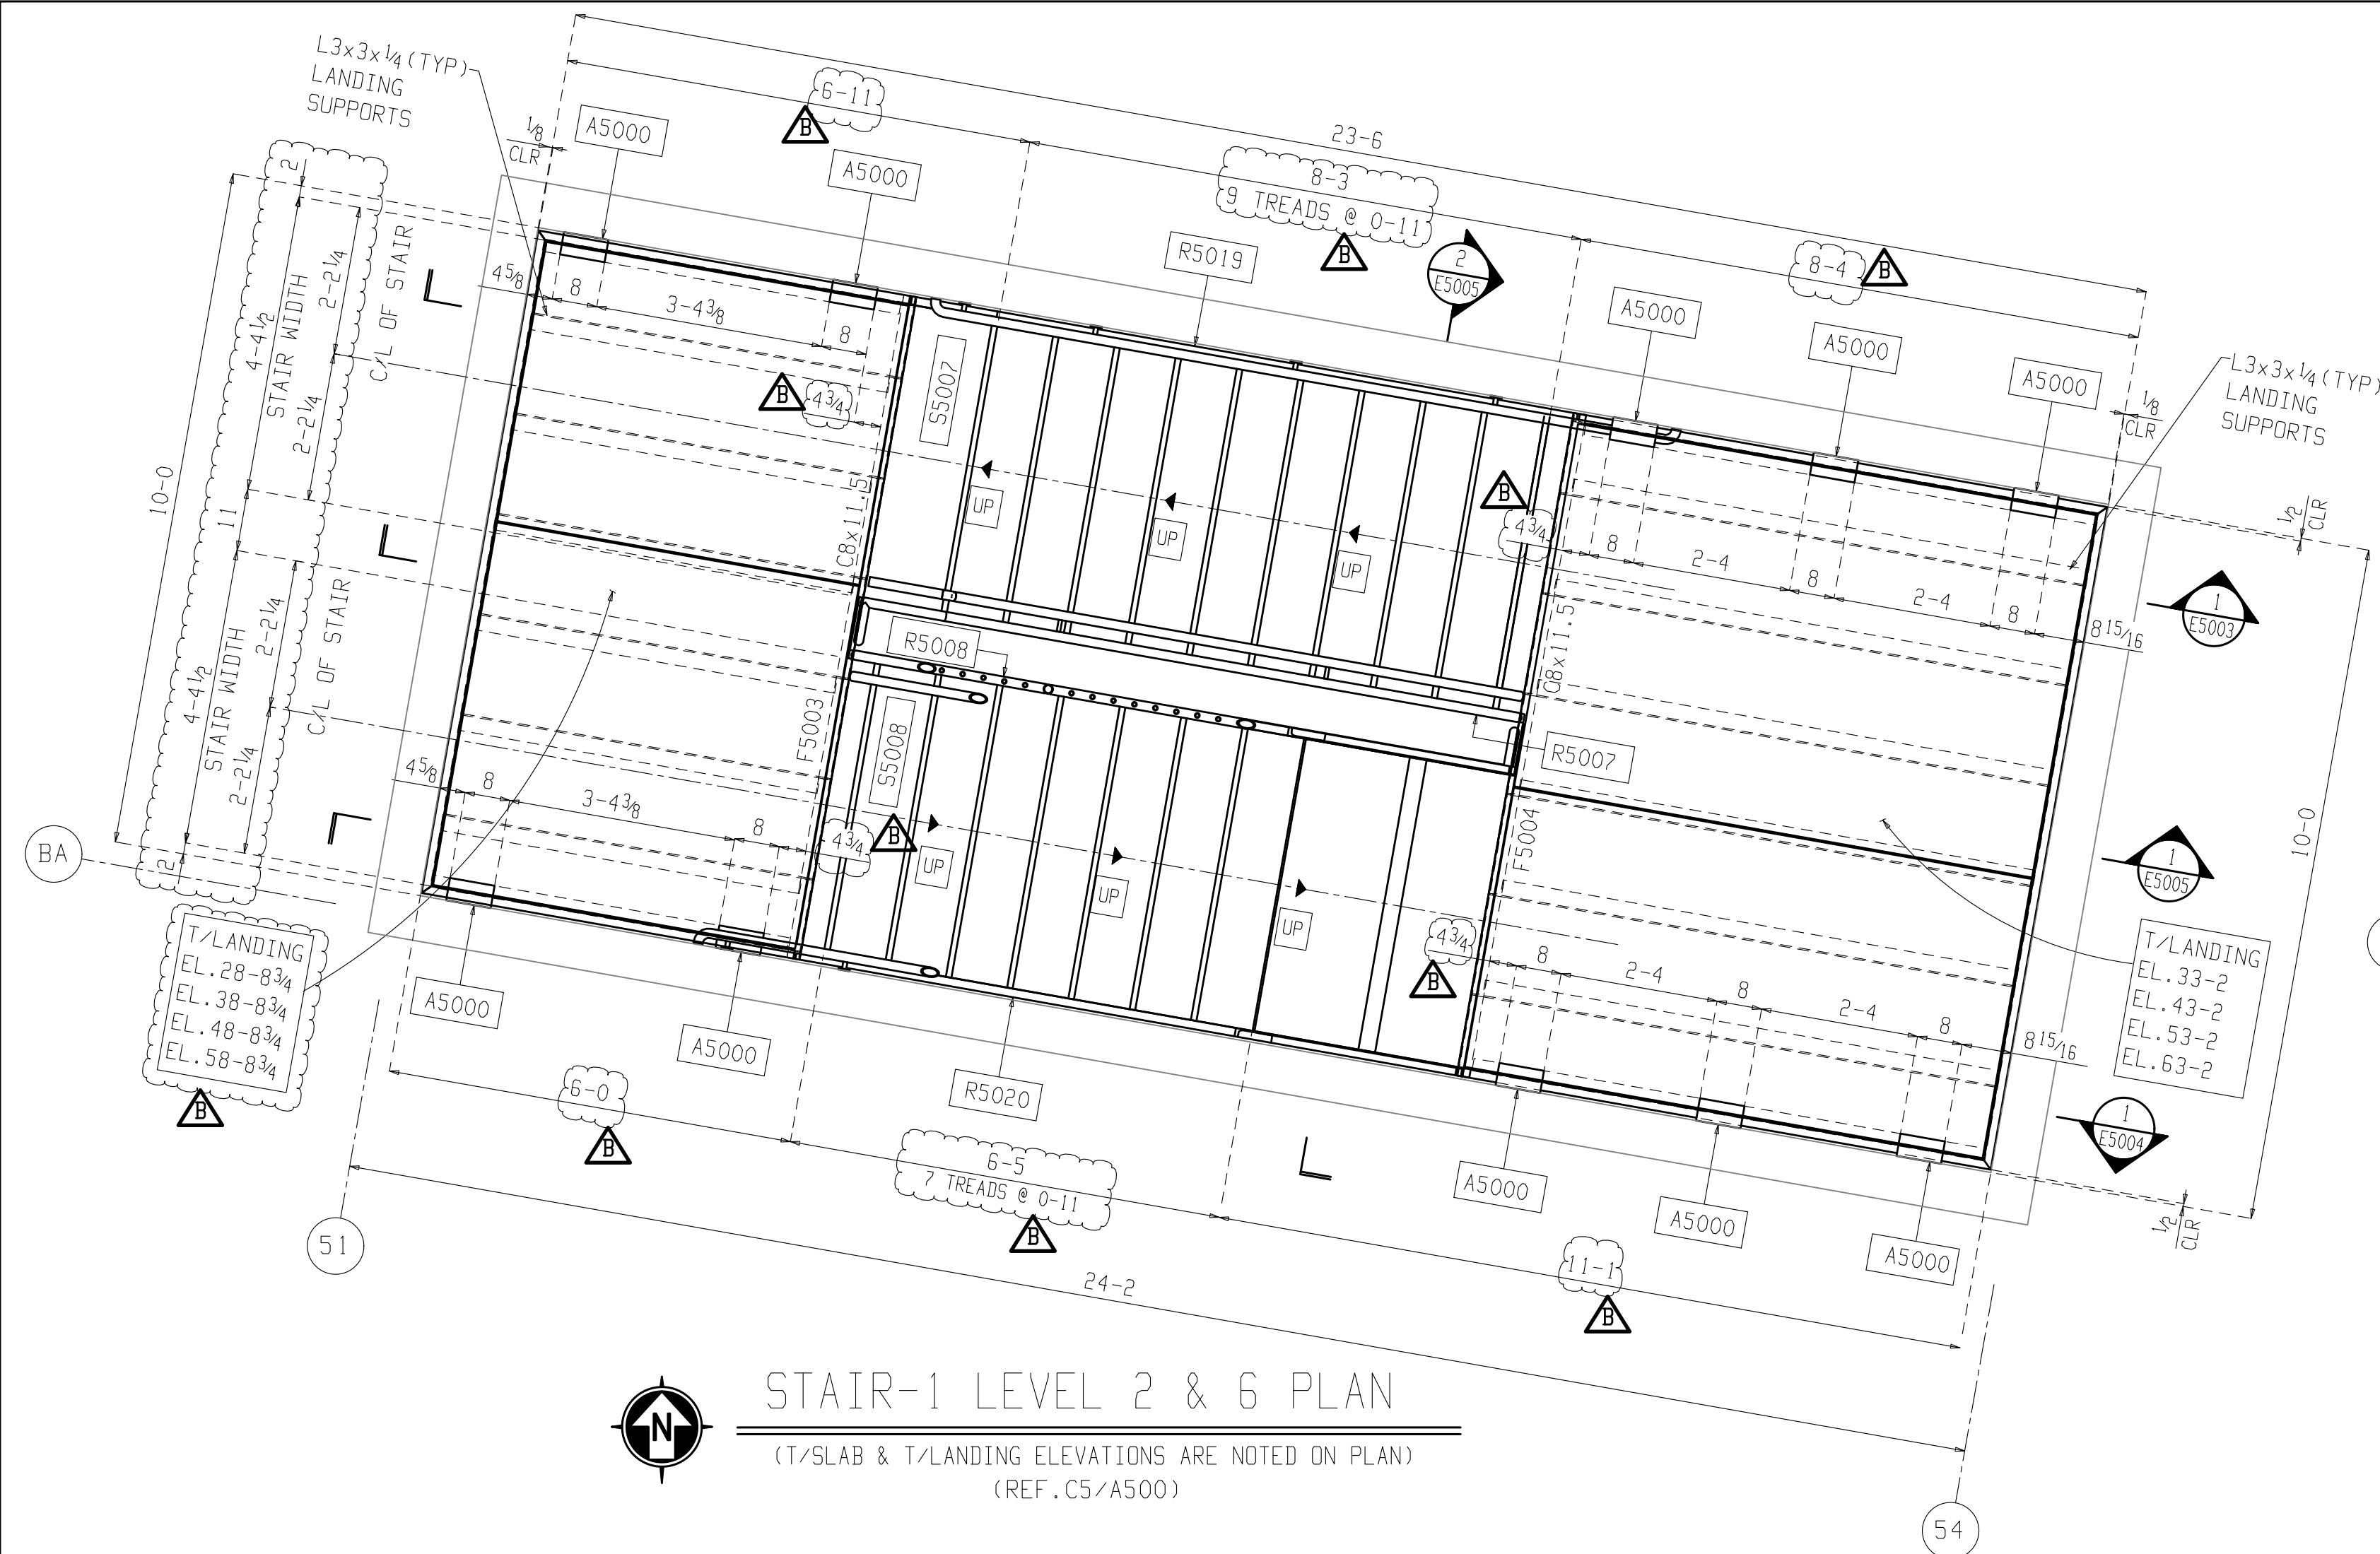 L3x3x1/4(TYP)
LANDING
SUPPORTS
1/8
CLR
A5000
A5000
6-11
B
23-6
8-3
9 TREADS @ 0-11
B
8-4
B
2
E5005
R5019
A5000
A5000
A5000
L3x3x1/4(TYP)
LANDING
SUPPORTS
1/8
CLR
1/2
CLR
10-0
2
4-4 1/2
STAIR WIDTH
2-2 1/4
2-2 1/4
C/L OF STAIR
11
4-4 1/2
STAIR WIDTH
2-2 1/4
2-2 1/4
C/L OF STAIR
2
4 5/8
8
3-4 3/8
8
B
4 3/4
S5007
C8x11.5
UP
UP
UP
B
4 3/4
8
2-4
8
2-4
8
8 15/16
1
E5003
R5008
C8x11.5
R5007
F5003
S5008
F5004
4 5/8
8
3-4 3/8
8
4 3/4
B
UP
UP
UP
4 3/4
B
8
2-4
8
2-4
8
8 15/16
1
E5005
10-0
1
E5004
1/2
CLR
BA
T/LANDING
EL.28-8 3/4
EL.38-8 3/4
EL.48-8 3/4
EL.58-8 3/4
B
T/LANDING
EL.33-2
EL.43-2
EL.53-2
EL.63-2
A5000
A5000
R5020
A5000
A5000
A5000
6-0
B
6-5
7 TREADS @ 0-11
B
11-1
B
24-2
51
54
N
STAIR-1 LEVEL 2 & 6 PLAN
(T/SLAB & T/LANDING ELEVATIONS ARE NOTED ON PLAN)
(REF.C5/A500)